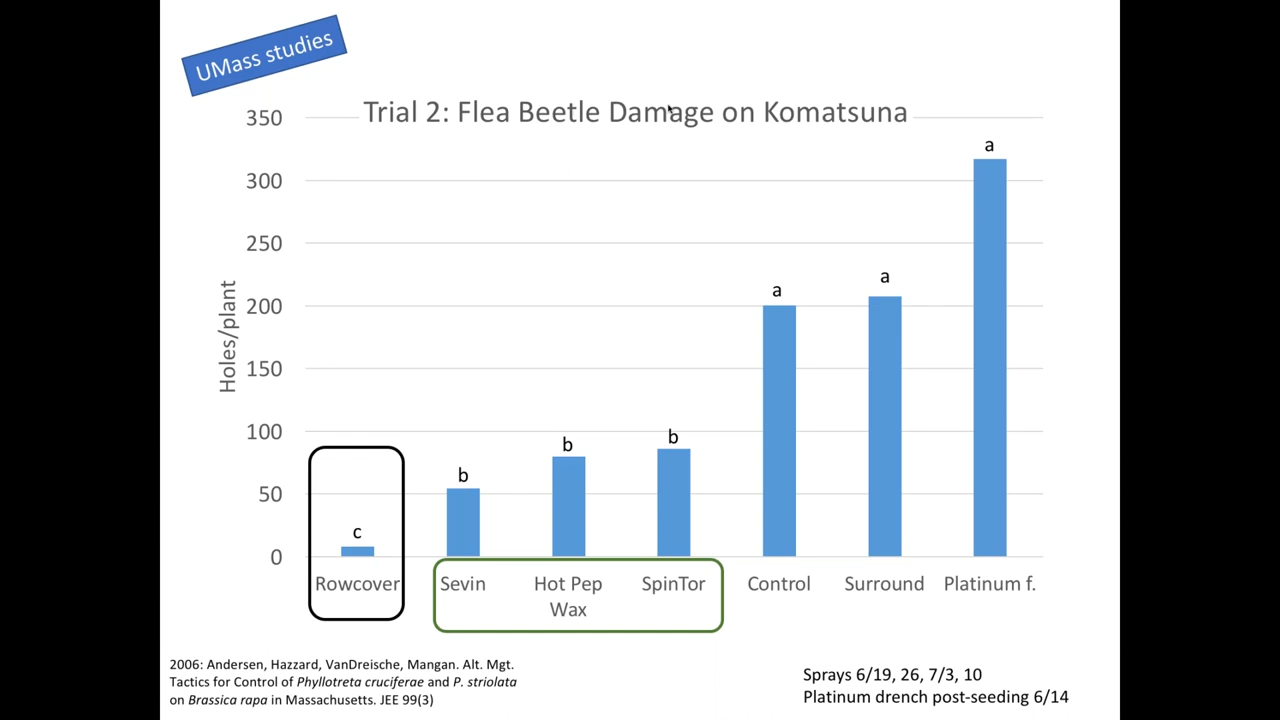 UMass studies
Trial 2: Flea Beetle Damage on Komatsuna
350
300
250
200
150
100
50
0
Holes/plant
c
b
b
b
a
a
a
Rowcover
Sevin
Hot Pep
Wax
SpinTor
Control
Surround
Platinum f.
2006: Andersen, Hazzard, VanDreische, Mangan. Alt. Mgt.
Tactics for Control of Phyllotreta cruciferae and P. striolata
on Brassica rapa in Massachusetts. JEE 99(3)
Sprays 6/19, 26, 7/3, 10
Platinum drench post-seeding 6/14